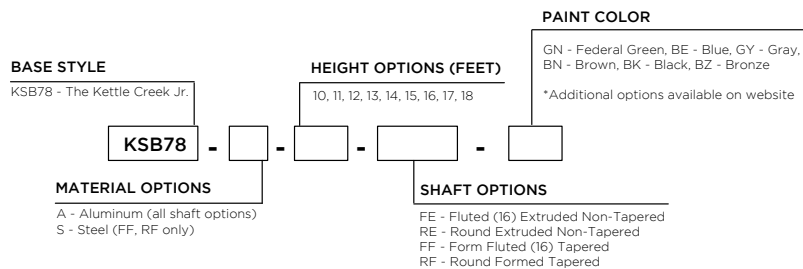 PAINT COLOR
GN - Federal Green, BE - Blue, GY - Gray,
BN - Brown, BK - Black, BZ - Bronze
*Additional options available on website
BASE STYLE
KSB78 - The Kettle Creek Jr.
HEIGHT OPTIONS (FEET)
10, 11, 12, 13, 14, 15, 16, 17, 18
KSB78 - - - -
MATERIAL OPTIONS
A - Aluminum (all shaft options)
S - Steel (FF, RF only)
SHAFT OPTIONS
FE - Fluted (16) Extruded Non-Tapered
RE - Round Extruded Non-Tapered
FF - Form Fluted (16) Tapered
RF - Round Formed Tapered